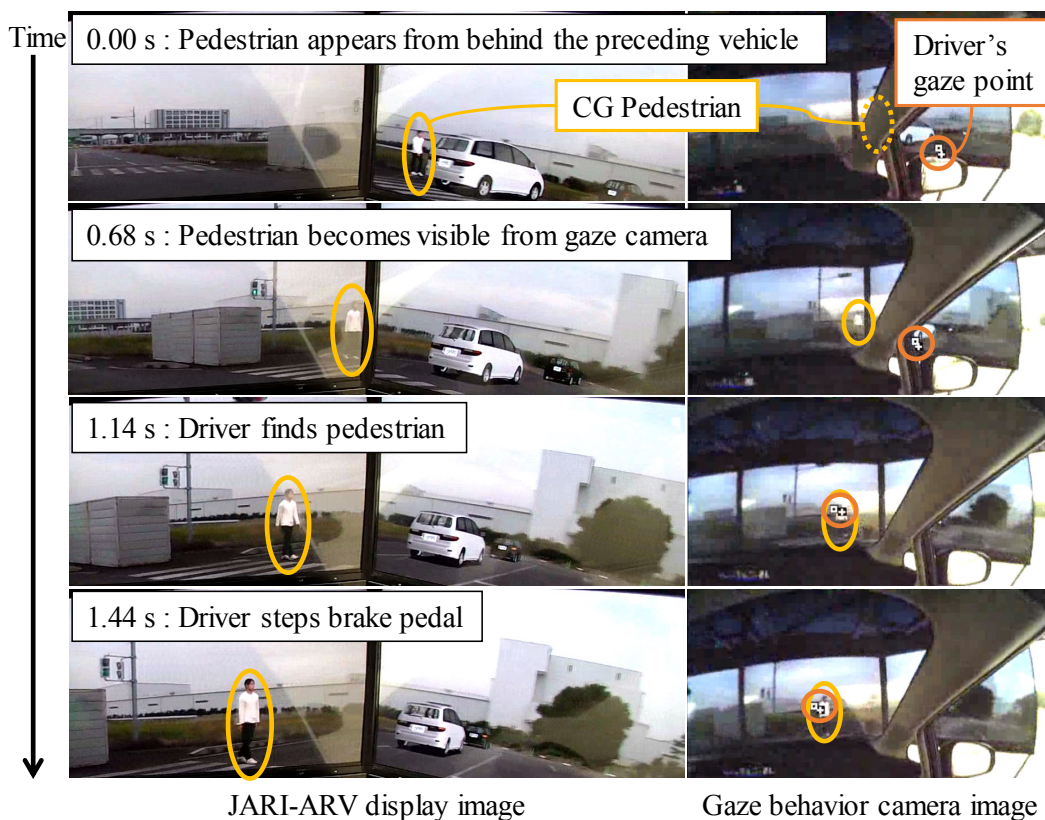 Time
0.00 s : Pedestrian appears from behind the preceding vehicle
Driver’s
gaze point
CG Pedestrian
0.68 s : Pedestrian becomes visible from gaze camera
1.14 s : Driver finds pedestrian
1.44 s : Driver steps brake pedal
JARI-ARV display image
Gaze behavior camera image